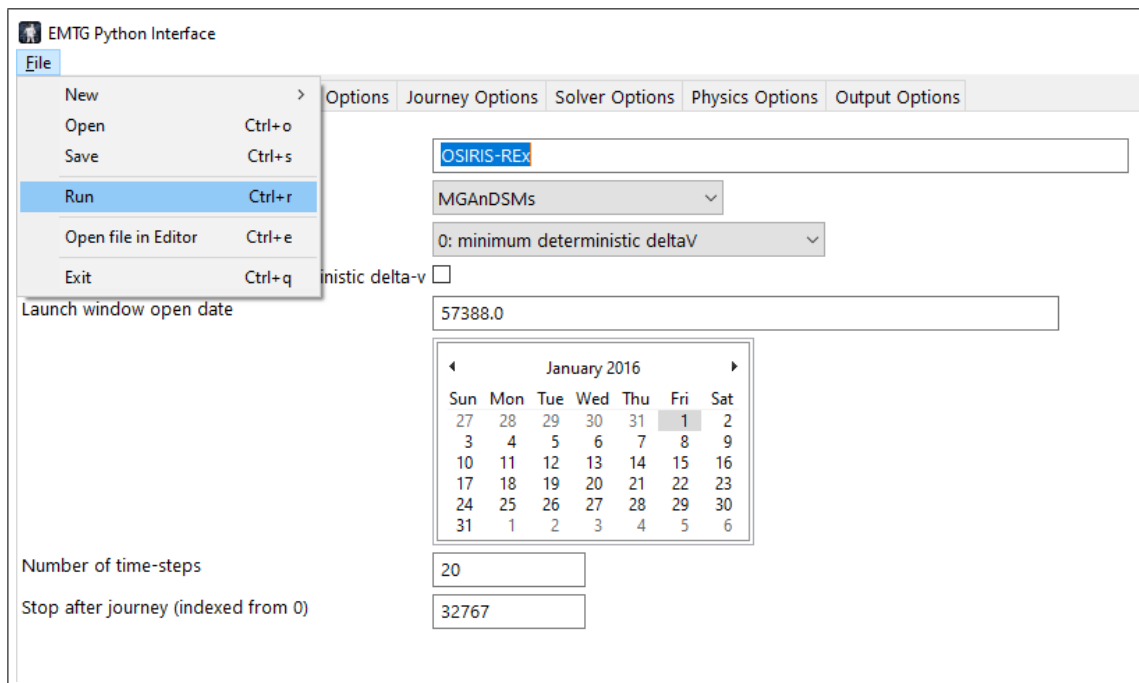 EMTG Python Interface
File
New
Open Ctrl+o
Save Ctrl+s
Run Ctrl+r
Open file in Editor Ctrl+e
Exit Ctrl+q
Options Journey Options Solver Options Physics Options Output Options
OSIRIS-REx
MGAnDSMs
0: minimum deterministic deltaV
inistic delta-v
Launch window open date 57388.0
January 2016
Sun Mon Tue Wed Thu Fri Sat
27 28 29 30 31 1 2
3 4 5 6 7 8 9
10 11 12 13 14 15 16
17 18 19 20 21 22 23
24 25 26 27 28 29 30
31 1 2 3 4 5 6
Number of time-steps 20
Stop after journey (indexed from 0) 32767